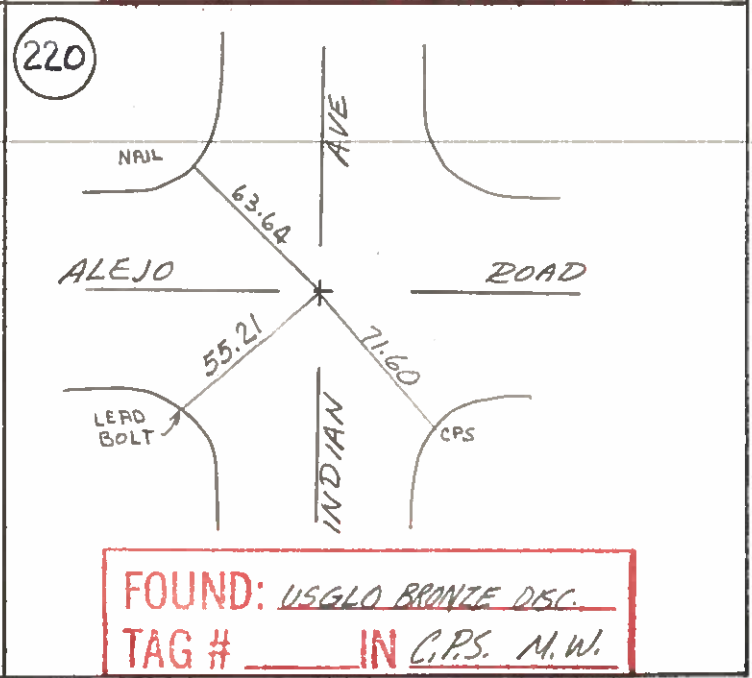 220
NAIL
AVE
63.64
ALEJO ROAD
55.21
71.60
LEAD
BOLT
CPS
INDIAN
FOUND: USGLO BRONZE DISC.
TAG # ____ IN C.P.S. M.W.